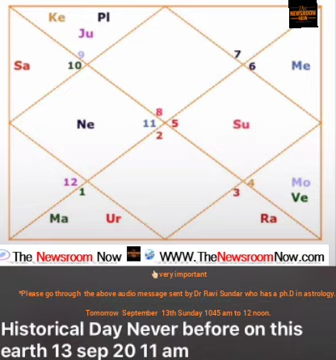 Ke Pl
Ju
9
Sa 10
7
6 Me
8
Ne 11 5 Su
2
12
1
4 Mo
3 Ve
Ma Ur Ra
The Newsroom Now WWW.TheNewsroomNow
very important
*Please go through the above audio message sent by Dr Ravi Sundar who has a ph.D in astrology.
Tomorrow September 13th Sunday 1045 am to 12 noon.
Historical Day Never before on this
earth 13 sep 20 11 am